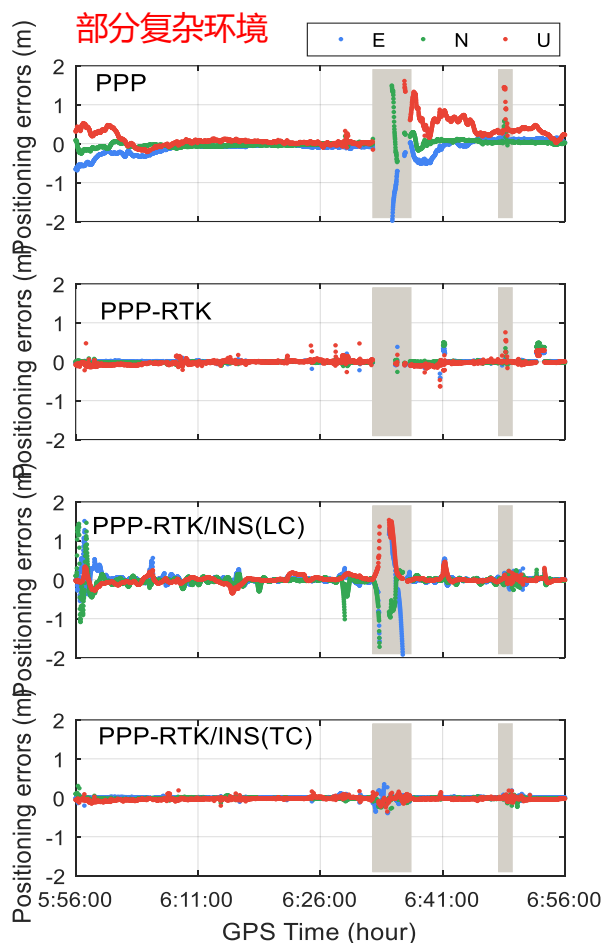 部分复杂环境
E N U
Positioning errors (m)
2
1
0
-1
-2
PPP
Positioning errors (m)
2
1
0
-1
-2
PPP-RTK
Positioning errors (m)
2
1
0
-1
-2
PPP-RTK/INS(LC)
Positioning errors (m)
2
1
0
-1
-2
PPP-RTK/INS(TC)
5:56:00 6:11:00 6:26:00 6:41:00 6:56:00
GPS Time (hour)